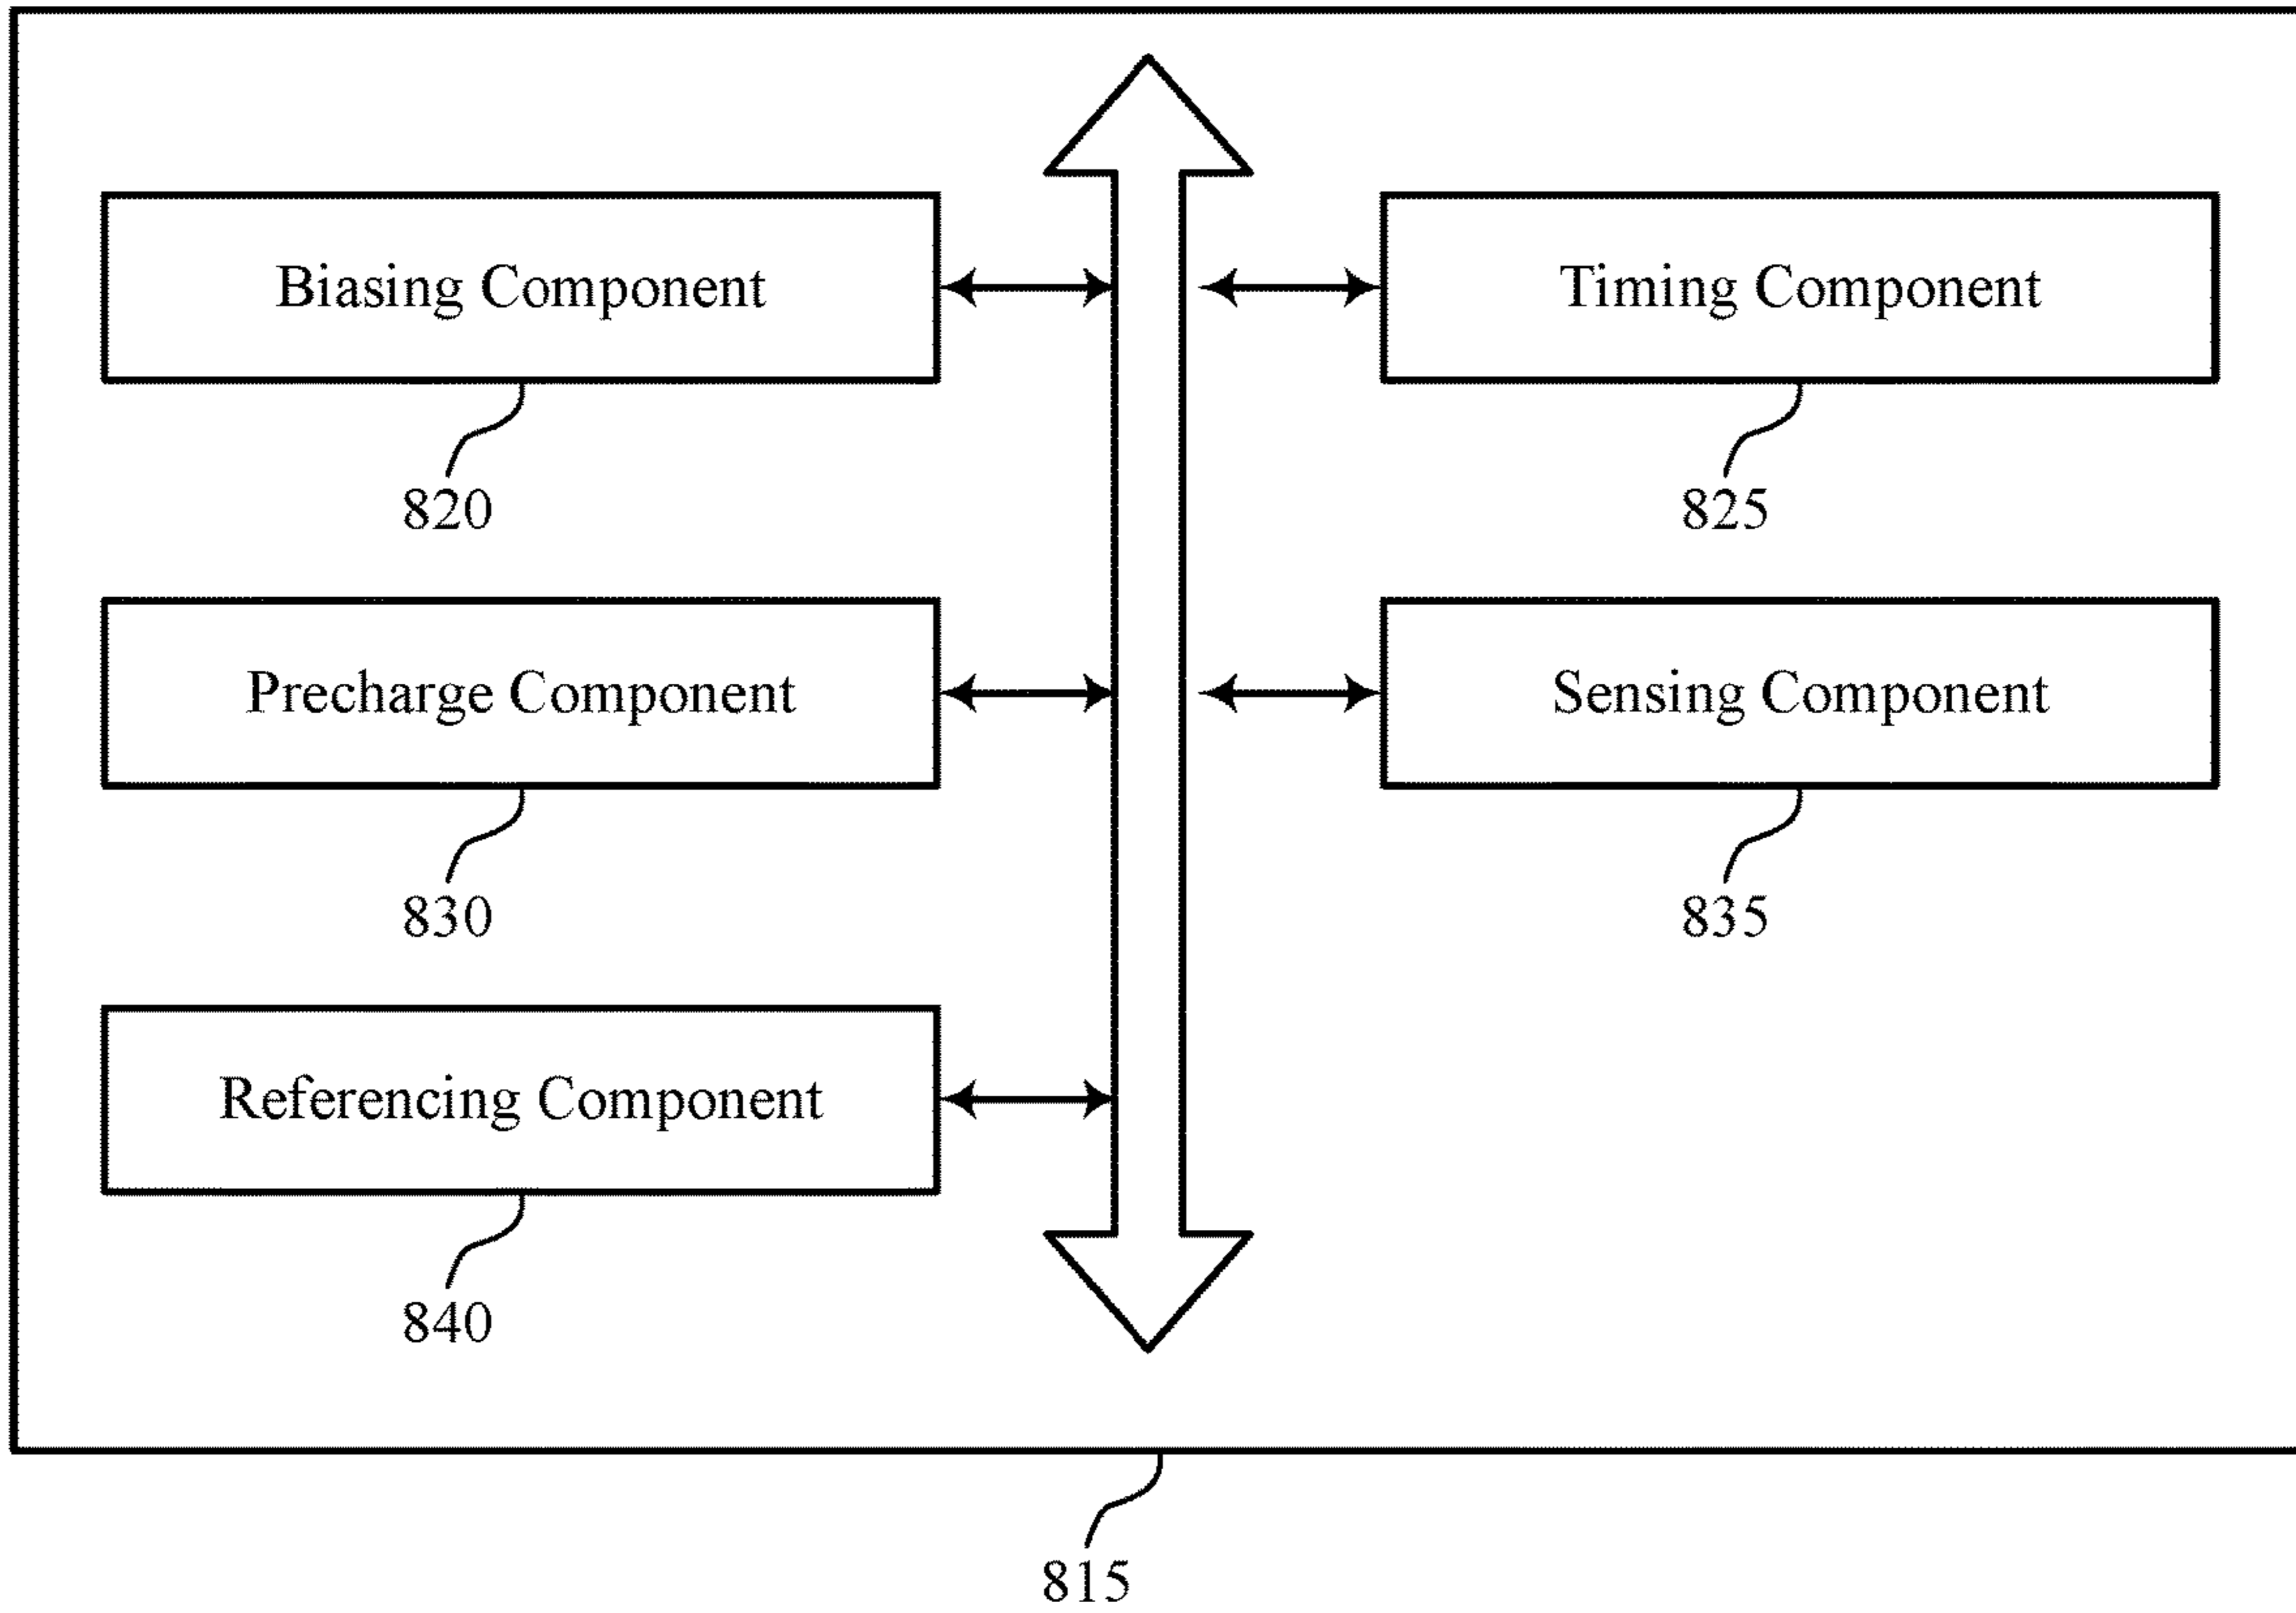 Biasing Component
Timing Component
820
825
Precharge Component
Sensing Component
830
835
Referencing Component
840
815